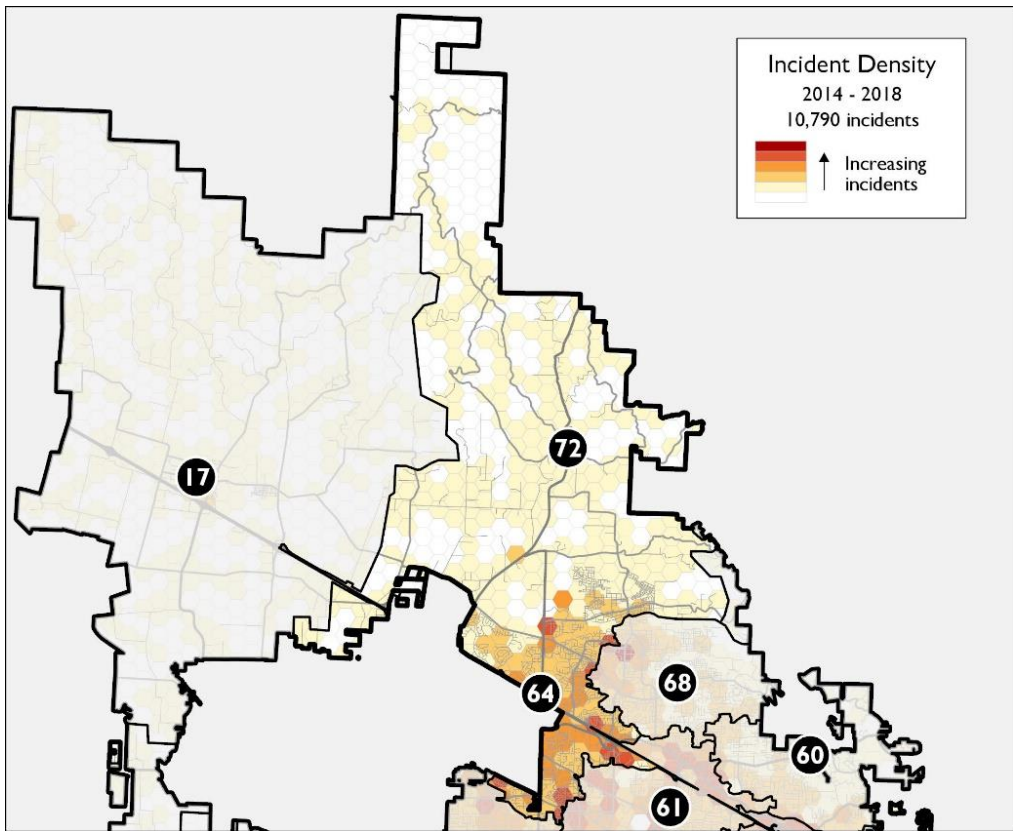 Incident Density
2014 - 2018
10,790 incidents
Increasing
incidents
72
17
64
68
60
61